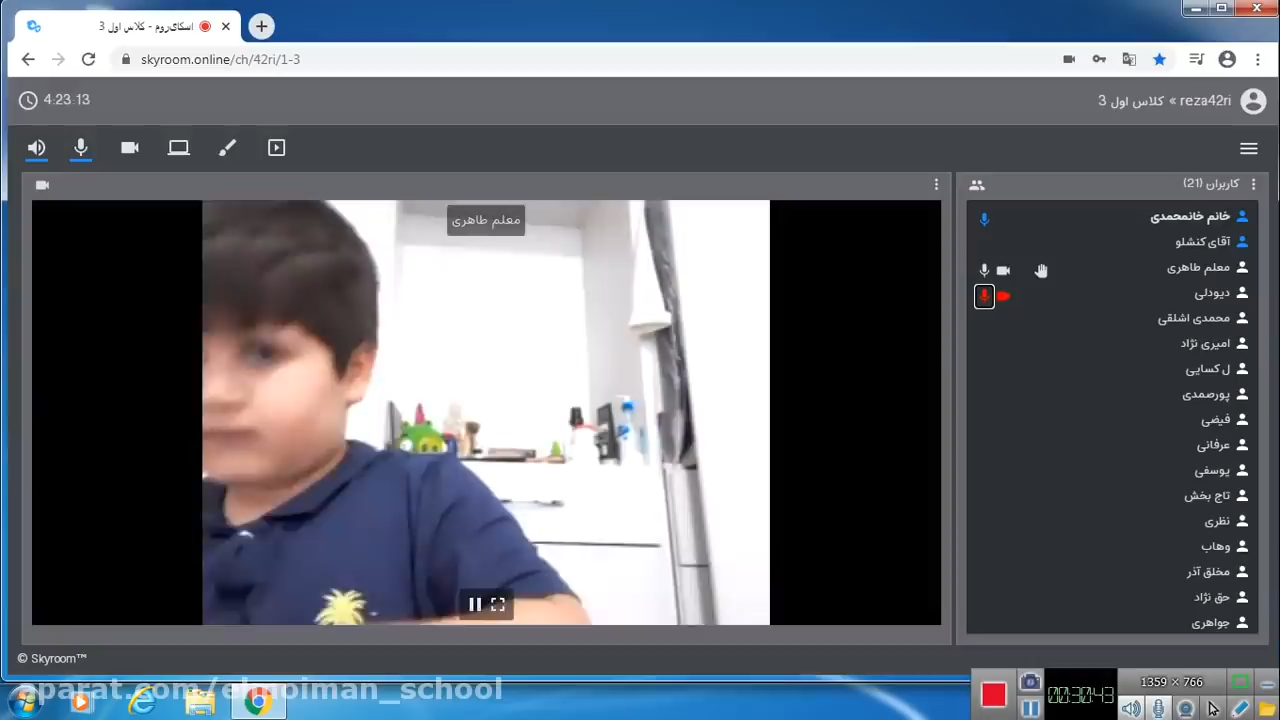 اسکای‌روم - کلاس اول 3
skyroom.online/ch/42ri/1-3
4:23:13
reza42ri » کلاس اول 3
معلم طاهری
کاربران (21)
خانم خانمحمدی
آقای کنشلو
معلم طاهری
دیودلی
محمدی اشلقی
امیری نژاد
ل کسایی
پورصمدی
فیضی
عرفانی
یوسفی
تاج بخش
نظری
وهاب
مخلق آذر
حق نژاد
جواهری
© Skyroom™
aparat.com/elmoiman_school
1359 × 766
00:30:43